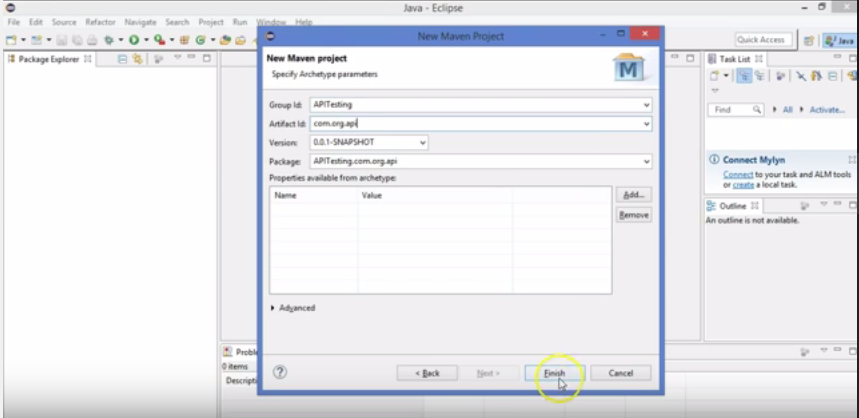 Java - Eclipse
File Edit Source Refactor Navigate Search Project Run Window Help
Quick Access
Java
Package Explorer
New Maven Project
New Maven project
Specify Archetype parameters
M
Group Id: APITesting
Artifact Id: com.org.api
Version: 0.0.1-SNAPSHOT
Package: APITesting.com.org.api
Properties available from archetype:
Name Value
Add...
Remove
Advanced
? < Back Next > Finish Cancel
Task List
Find All Activate...
Connect Mylyn
Connect to your task and ALM tools
or create a local task.
Outline
An outline is not available.
Proble
0 items
Descripti